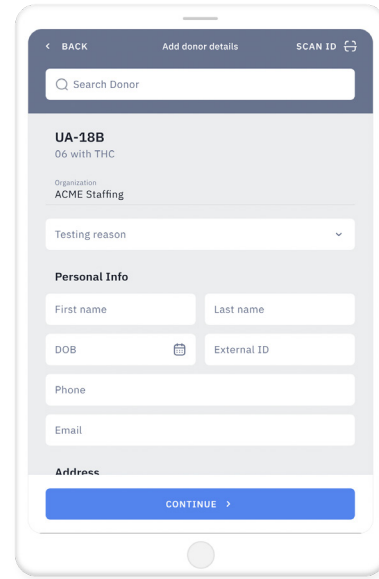 BACK Add donor details SCAN ID
Search Donor
UA-18B
06 with THC
Organization
ACME Staffing
Testing reason
Personal Info
First name Last name
DOB External ID
Phone
Email
Address
CONTINUE